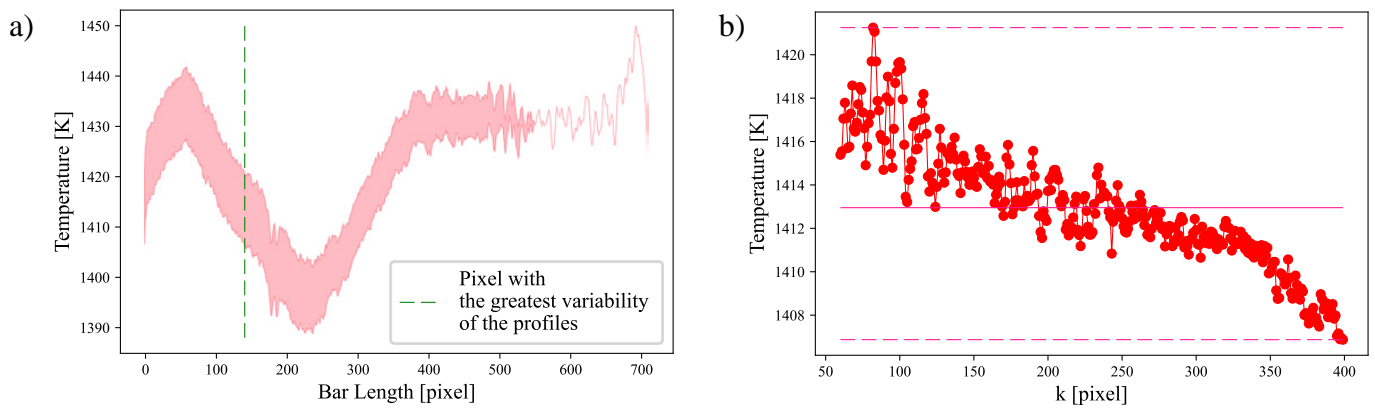 a)
Temperature [K]
1450
1440
1430
1420
1410
1400
1390
0 100 200 300 400 500 600 700
Bar Length [pixel]
Pixel with
the greatest variability
of the profiles
b)
Temperature [K]
1420
1418
1416
1414
1412
1410
1408
50 100 150 200 250 300 350 400
k [pixel]